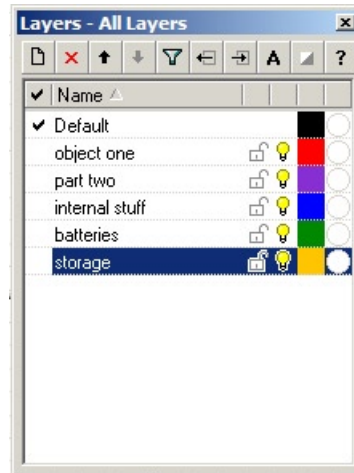 Layers - All Layers
A ?
Name
Default
object one
part two
internal stuff
batteries
storage